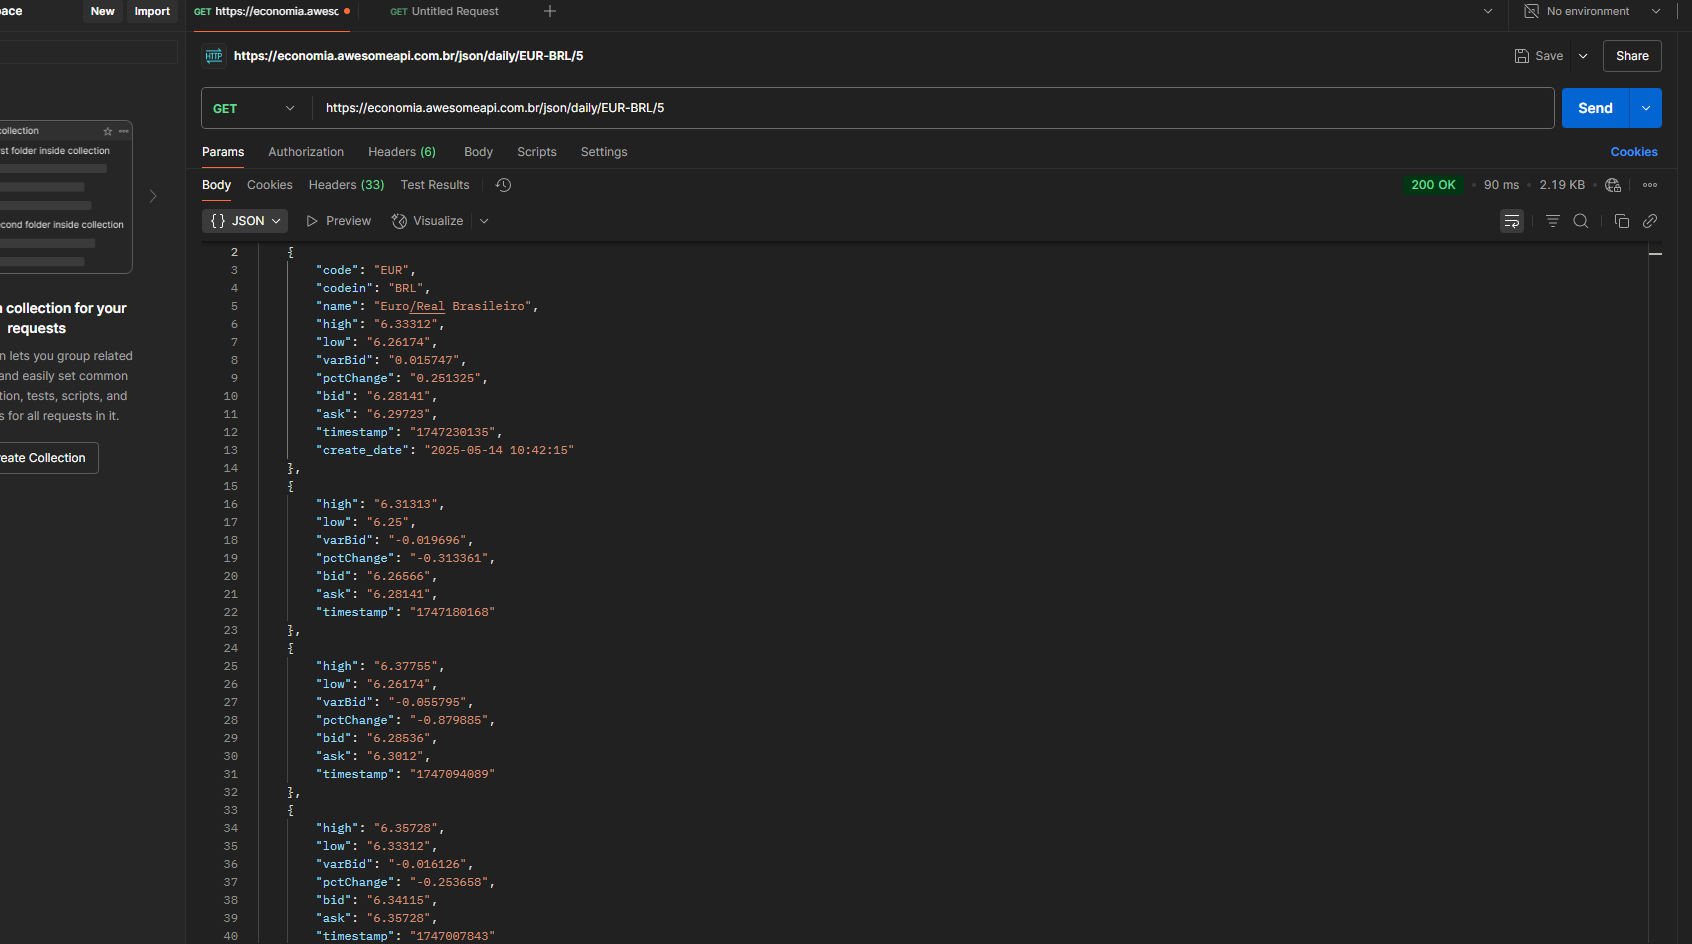 pace New Import GET https://economia.awesc GET Untitled Request No environment
HTTP https://economia.awesomeapi.com.br/json/daily/EUR-BRL/5 Save Share
GET https://economia.awesomeapi.com.br/json/daily/EUR-BRL/5 Send
Params Authorization Headers (6) Body Scripts Settings Cookies
Body Cookies Headers (33) Test Results 200 OK • 90 ms • 2.19 KB
{} JSON Preview Visualize
2 {
3 "code": "EUR",
4 "codein": "BRL",
5 "name": "Euro/Real Brasileiro",
6 "high": "6.33312",
7 "low": "6.26174",
8 "varBid": "0.015747",
9 "pctChange": "0.251325",
10 "bid": "6.28141",
11 "ask": "6.29723",
12 "timestamp": "1747230135",
13 "create_date": "2025-05-14 10:42:15"
14 },
15 {
16 "high": "6.31313",
17 "low": "6.25",
18 "varBid": "-0.019696",
19 "pctChange": "-0.313361",
20 "bid": "6.26566",
21 "ask": "6.28141",
22 "timestamp": "1747180168"
23 },
24 {
25 "high": "6.37755",
26 "low": "6.26174",
27 "varBid": "-0.055795",
28 "pctChange": "-0.879885",
29 "bid": "6.28536",
30 "ask": "6.3012",
31 "timestamp": "1747094089"
32 },
33 {
34 "high": "6.35728",
35 "low": "6.33312",
36 "varBid": "-0.016126",
37 "pctChange": "-0.253658",
38 "bid": "6.34115",
39 "ask": "6.35728",
40 "timestamp": "1747007843"
collection
st folder inside collection
cond folder inside collection
a collection for your
requests
n lets you group related
and easily set common
tion, tests, scripts, and
s for all requests in it.
eate Collection